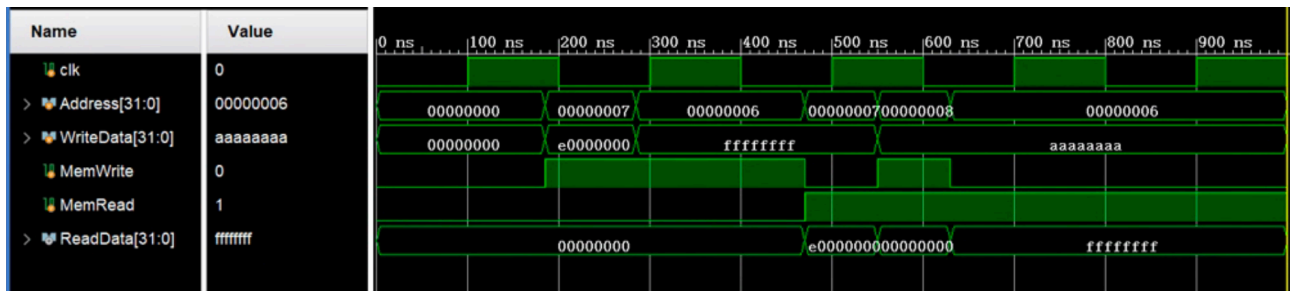 Name Value 0 ns 100 ns 200 ns 300 ns 400 ns 500 ns 600 ns 700 ns 800 ns 900 ns
clk 0
Address[31:0] 00000006 00000000 00000007 00000006 00000007 00000008 00000006
WriteData[31:0] aaaaaaaa 00000000 e0000000 ffffffff aaaaaaaa
MemWrite 0
MemRead 1
ReadData[31:0] ffffffff 00000000 e0000000 00000000 ffffffff